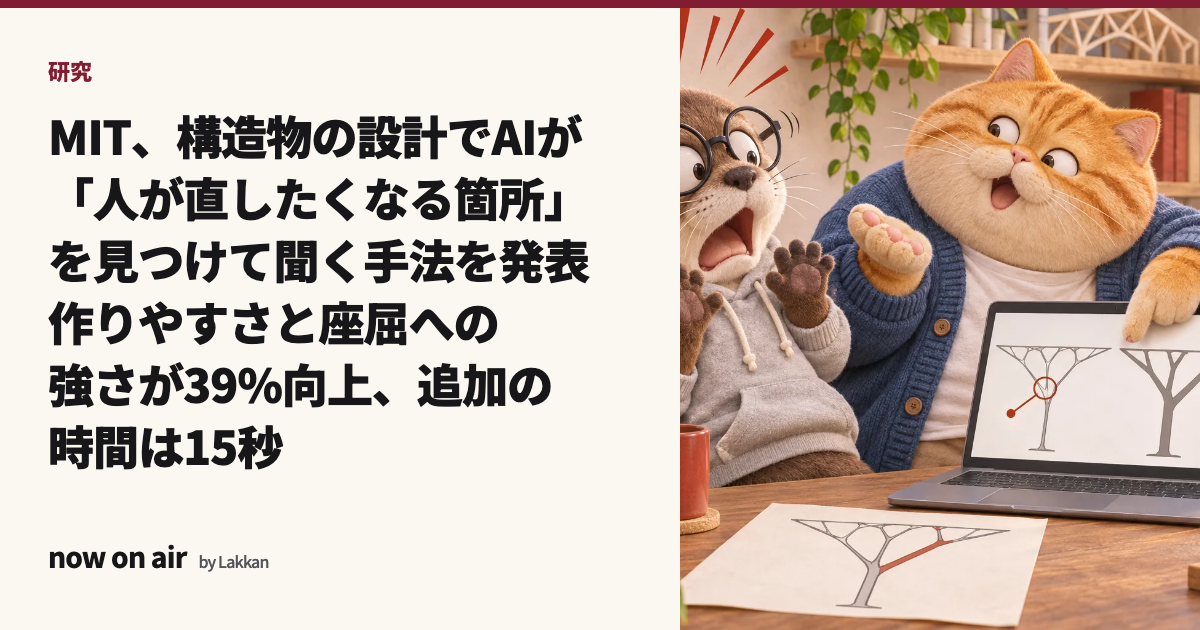 研究
MIT、構造物の設計でAIが
「人が直したくなる箇所」
を見つけて聞く手法を発表
作りやすさと座屈への
強さが39%向上、追加の
時間は15秒
now on air by Lakkan